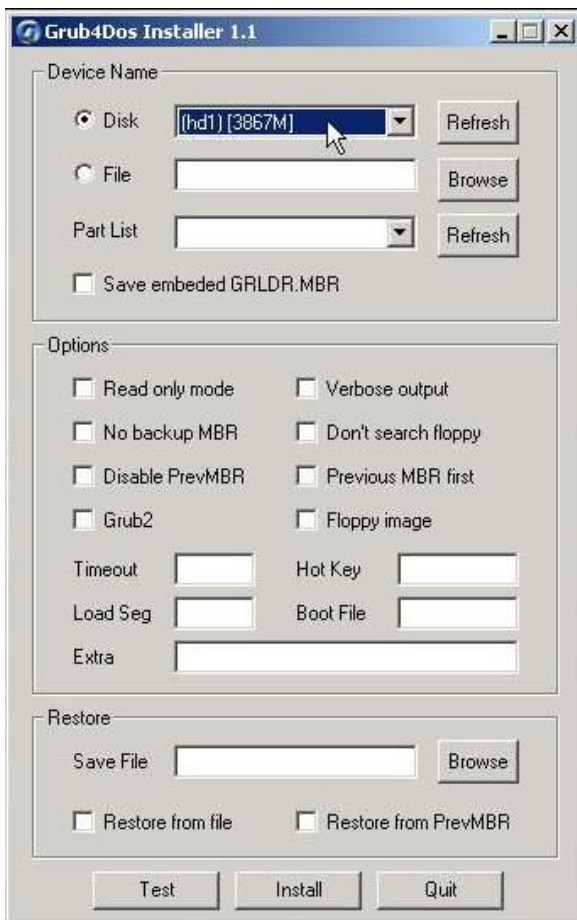 Grub4Dos Installer 1.1
Device Name
Disk (hd1) [3867M] Refresh
File Browse
Part List Refresh
Save embeded GRLDR.MBR
Options
Read only mode Verbose output
No backup MBR Don't search floppy
Disable PrevMBR Previous MBR first
Grub2 Floppy image
Timeout Hot Key
Load Seg Boot File
Extra
Restore
Save File Browse
Restore from file Restore from PrevMBR
Test Install Quit